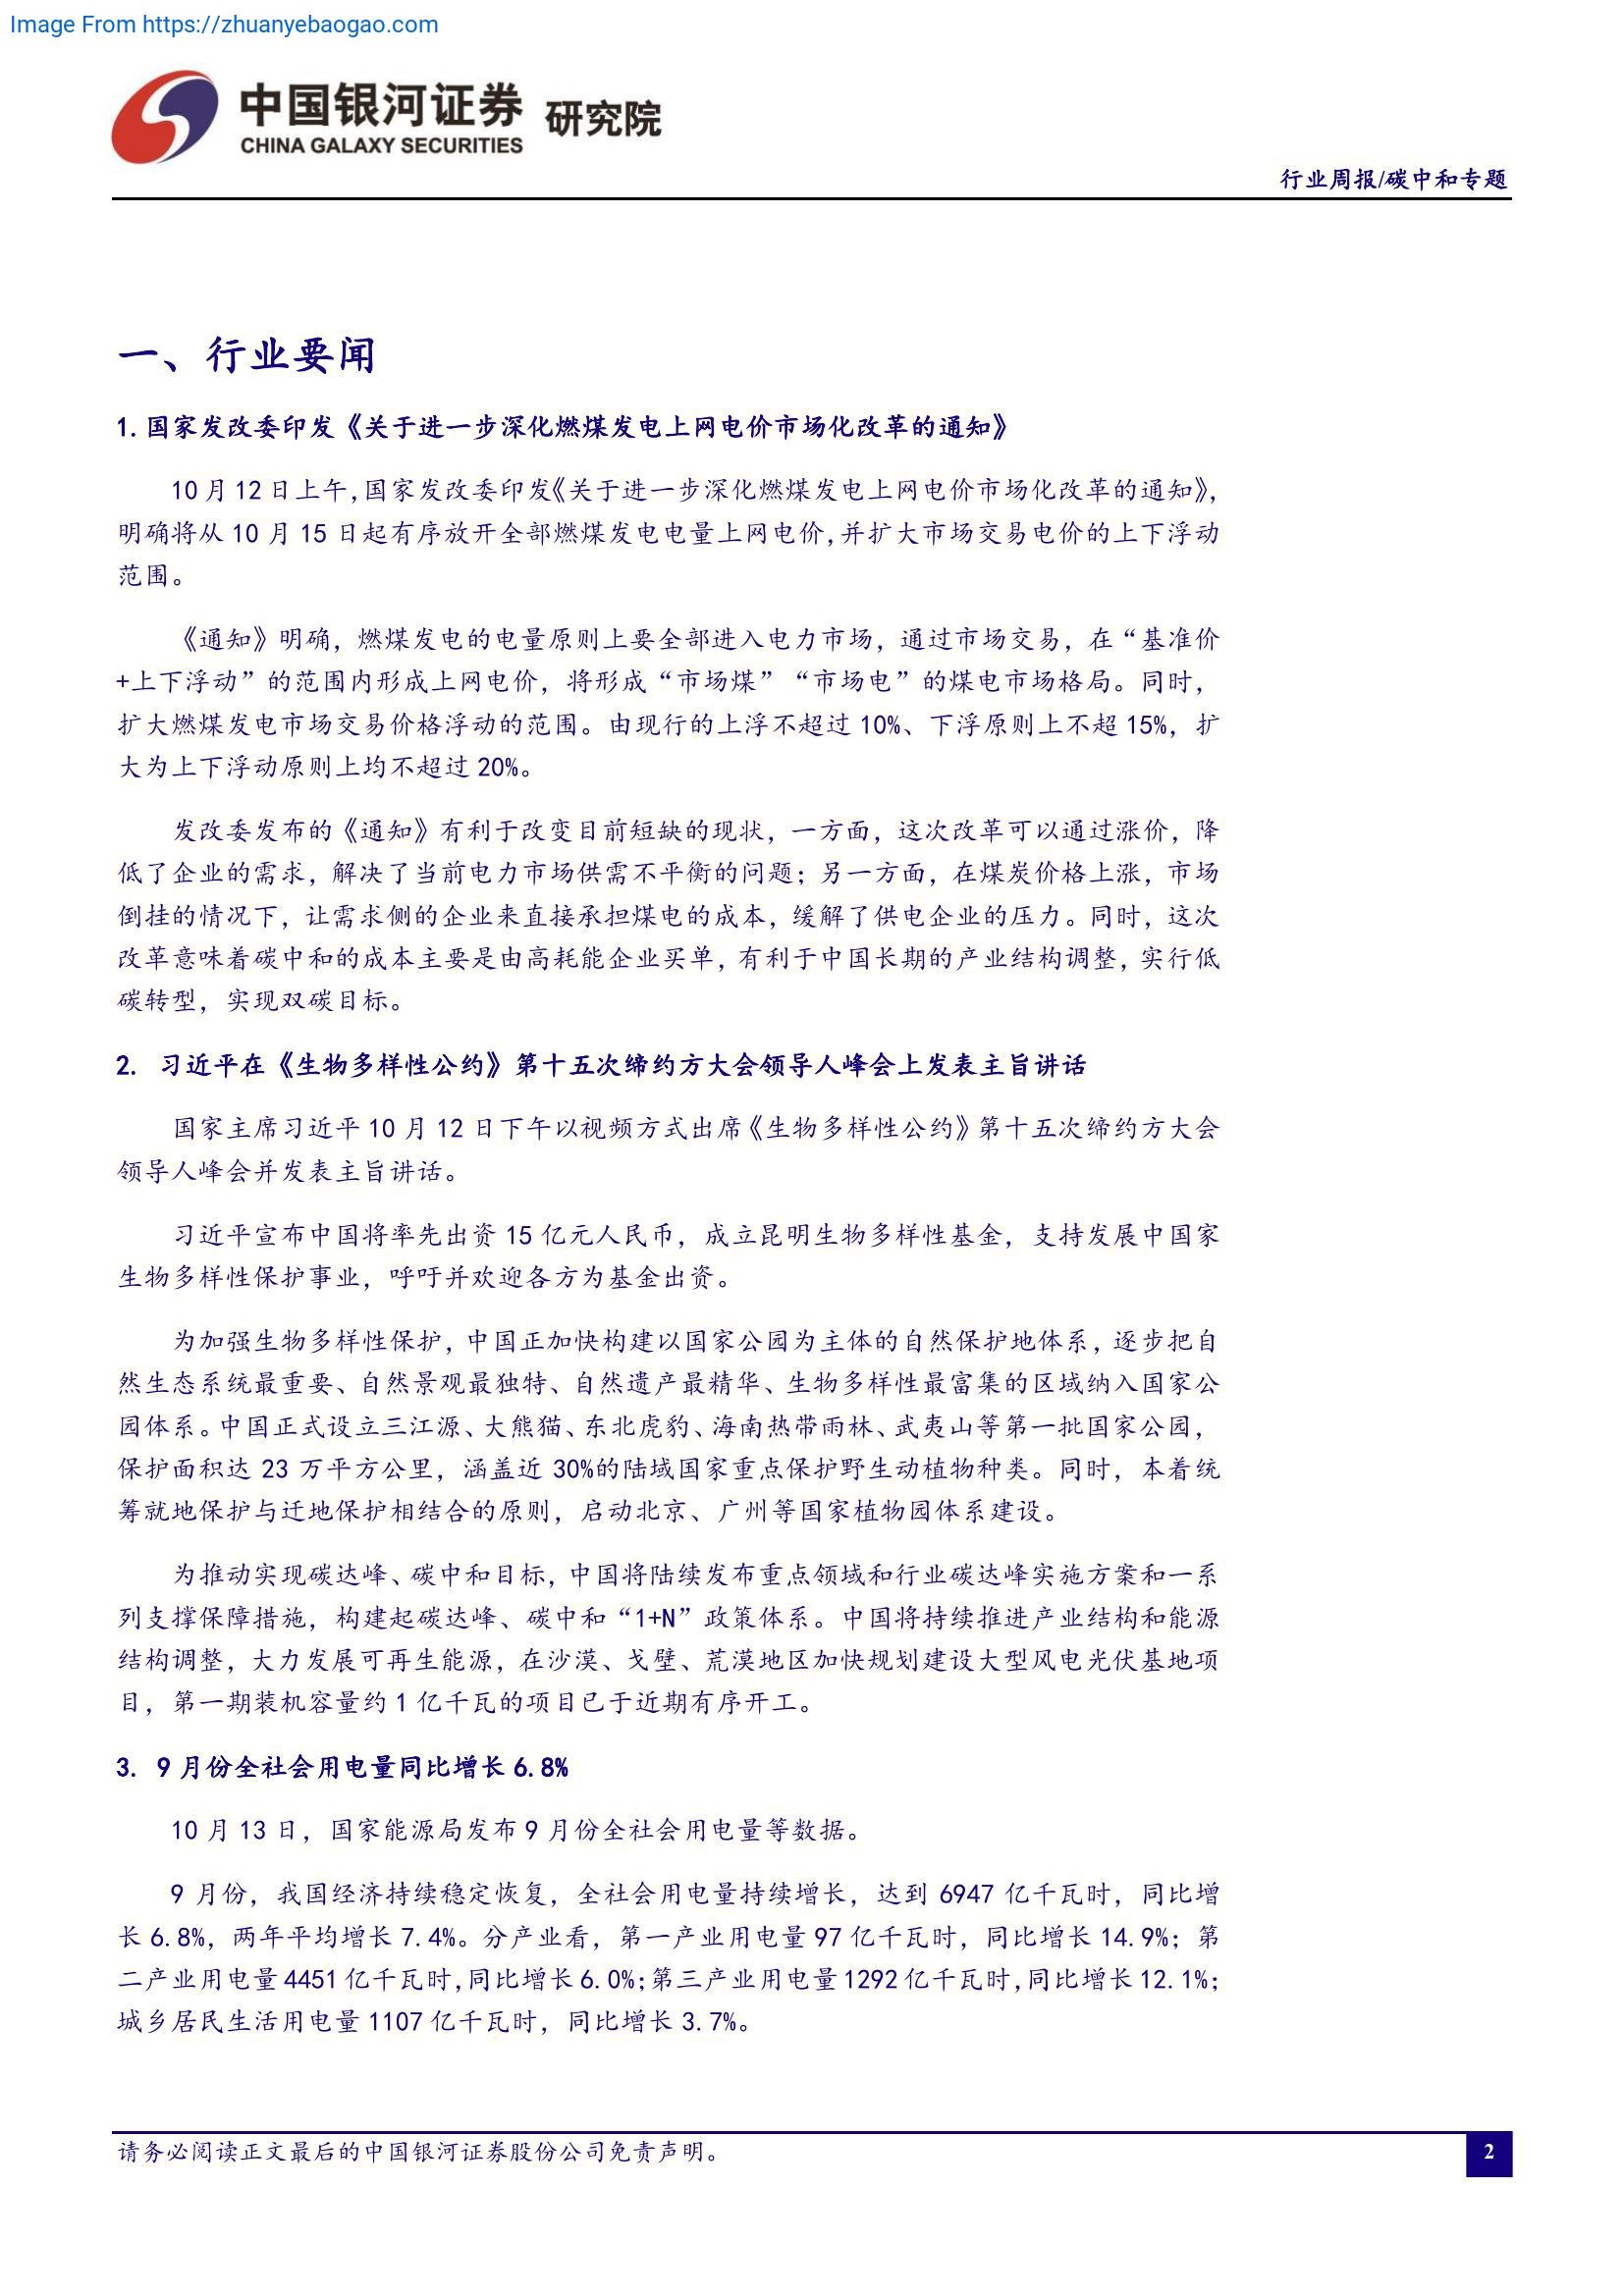 Image From https://zhuanyebaogao.com
中国银河证券 研究院
CHINA GALAXY SECURITIES
行业周报/碳中和专题
一、行业要闻
1.国家发改委印发《关于进一步深化燃煤发电上网电价市场化改革的通知》
10月12日上午,国家发改委印发《关于进一步深化燃煤发电上网电价市场化改革的通知》,
明确将从 10 月 15 日起有序放开全部燃煤发电电量上网电价,并扩大市场交易电价的上下浮动
范围。
《通知》明确，燃煤发电的电量原则上要全部进入电力市场，通过市场交易，在“基准价
+上下浮动”的范围内形成上网电价，将形成“市场煤”“市场电”的煤电市场格局。同时，
扩大燃煤发电市场交易价格浮动的范围。由现行的上浮不超过 10%、下浮原则上不超 15%，扩
大为上下浮动原则上均不超过 20%。
发改委发布的《通知》有利于改变目前短缺的现状，一方面，这次改革可以通过涨价，降
低了企业的需求，解决了当前电力市场供需不平衡的问题；另一方面，在煤炭价格上涨，市场
倒挂的情况下，让需求侧的企业来直接承担煤电的成本，缓解了供电企业的压力。同时，这次
改革意味着碳中和的成本主要是由高耗能企业买单，有利于中国长期的产业结构调整，实行低
碳转型，实现双碳目标。
2. 习近平在《生物多样性公约》第十五次缔约方大会领导人峰会上发表主旨讲话
国家主席习近平 10 月 12 日下午以视频方式出席《生物多样性公约》第十五次缔约方大会
领导人峰会并发表主旨讲话。
习近平宣布中国将率先出资 15 亿元人民币，成立昆明生物多样性基金，支持发展中国家
生物多样性保护事业，呼吁并欢迎各方为基金出资。
为加强生物多样性保护，中国正加快构建以国家公园为主体的自然保护地体系，逐步把自
然生态系统最重要、自然景观最独特、自然遗产最精华、生物多样性最富集的区域纳入国家公
园体系。中国正式设立三江源、大熊猫、东北虎豹、海南热带雨林、武夷山等第一批国家公园，
保护面积达 23 万平方公里，涵盖近 30%的陆域国家重点保护野生动植物种类。同时，本着统
筹就地保护与迁地保护相结合的原则，启动北京、广州等国家植物园体系建设。
为推动实现碳达峰、碳中和目标，中国将陆续发布重点领域和行业碳达峰实施方案和一系
列支撑保障措施，构建起碳达峰、碳中和“1+N”政策体系。中国将持续推进产业结构和能源
结构调整，大力发展可再生能源，在沙漠、戈壁、荒漠地区加快规划建设大型风电光伏基地项
目，第一期装机容量约 1 亿千瓦的项目已于近期有序开工。
3. 9 月份全社会用电量同比增长 6.8%
10 月 13 日，国家能源局发布 9 月份全社会用电量等数据。
9 月份，我国经济持续稳定恢复，全社会用电量持续增长，达到 6947 亿千瓦时，同比增
长 6.8%，两年平均增长 7.4%。分产业看，第一产业用电量 97 亿千瓦时，同比增长 14.9%；第
二产业用电量 4451 亿千瓦时,同比增长 6.0%;第三产业用电量 1292 亿千瓦时,同比增长 12.1%;
城乡居民生活用电量 1107 亿千瓦时，同比增长 3.7%。
请务必阅读正文最后的中国银河证券股份公司免责声明。
2